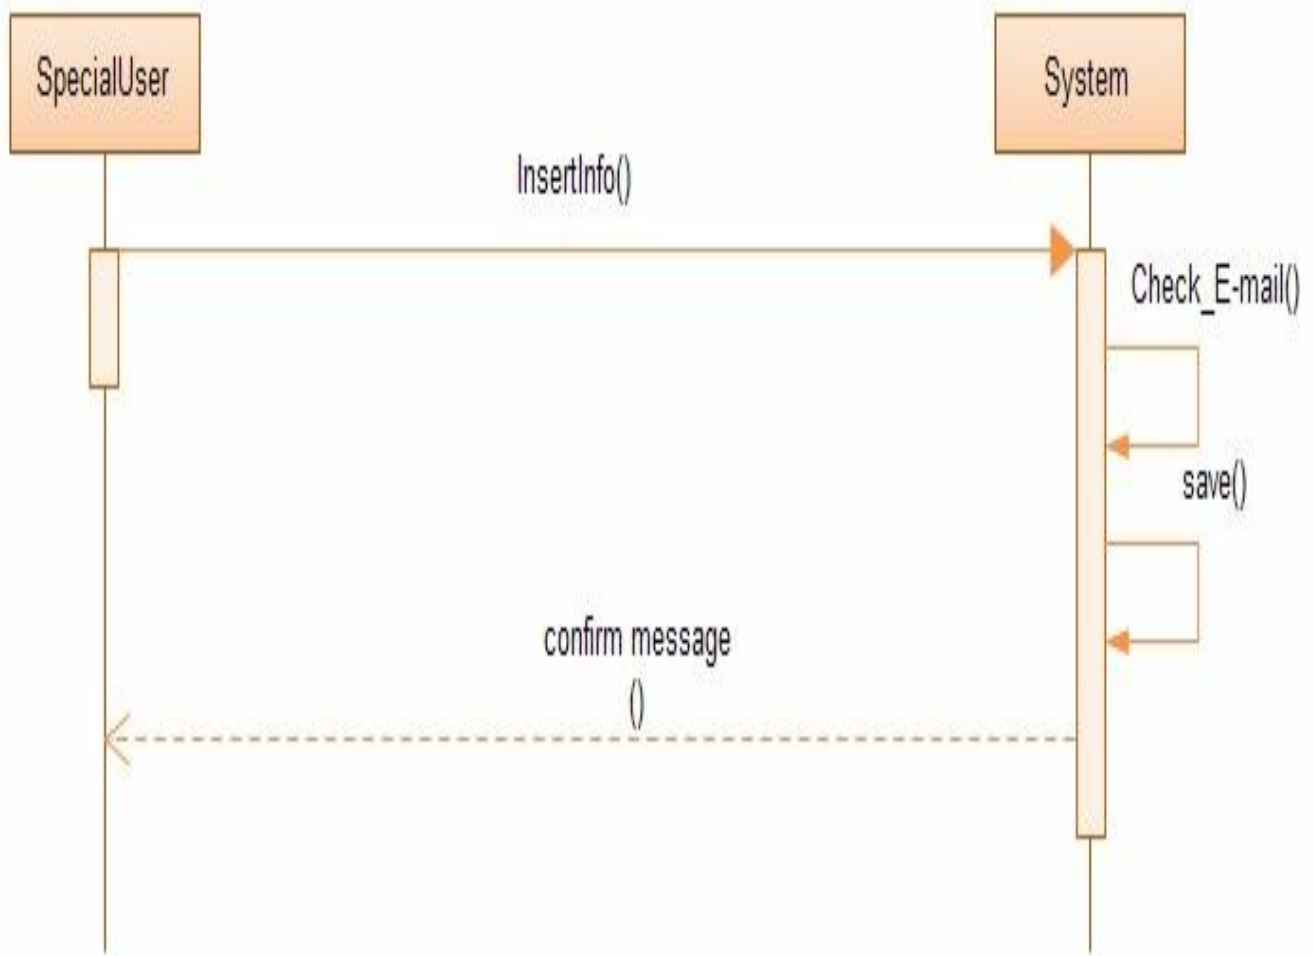 SpecialUser
System
InsertInfo()
Check_E-mail()
save()
confirm message
()